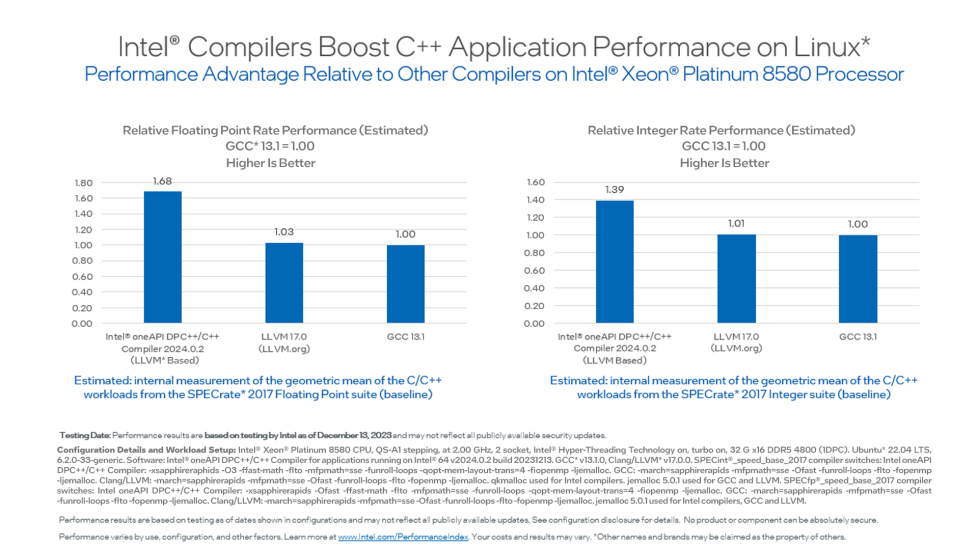 Intel® Compilers Boost C++ Application Performance on Linux*
Performance Advantage Relative to Other Compilers on Intel® Xeon® Platinum 8580 Processor
Relative Floating Point Rate Performance (Estimated)
GCC* 13.1 = 1.00
Higher Is Better
1.80
1.60
1.40
1.20
1.00
0.80
0.60
0.40
0.20
0.00
1.68
1.03
1.00
Intel® oneAPI DPC++/C++
Compiler 2024.0.2
(LLVM* Based)
LLVM 17.0
(LLVM.org)
GCC 13.1
Estimated: internal measurement of the geometric mean of the C/C++
workloads from the SPECrate* 2017 Floating Point suite (baseline)
Relative Integer Rate Performance (Estimated)
GCC 13.1 = 1.00
Higher Is Better
1.60
1.40
1.20
1.00
0.80
0.60
0.40
0.20
0.00
1.39
1.01
1.00
Intel® oneAPI DPC++/C++
Compiler 2024.0.2
(LLVM Based)
LLVM 17.0
(LLVM.org)
GCC 13.1
Estimated: internal measurement of the geometric mean of the C/C++
workloads from the SPECrate* 2017 Integer suite (baseline)
Testing Date: Performance results are based on testing by Intel as of December 13, 2023 and may not reflect all publicly available security updates.
Configuration Details and Workload Setup: Intel® Xeon® Platinum 8580 CPU, QS-A1 stepping, at 2.00 GHz, 2 socket, Intel® Hyper-Threading Technology on, turbo on, 32 G x16 DDR5 4800 (1DPC). Ubuntu* 22.04 LTS,
6.2.0-33-generic. Software: Intel® oneAPI DPC++/C++ Compiler for applications running on Intel® 64 v2024.0.2 build 20231213. GCC* v13.1.0, Clang/LLVM* v17.0.0. SPECint®_speed_base_2017 compiler switches: Intel oneAPI
DPC++/C++ Compiler: -xsapphireraphids -O3 -ffast-math -flto -mfpmath=sse -funroll-loops -qopt-mem-layout-trans=4 -fiopenmp -ljemalloc. GCC: -march=sapphirerapids -mfpmath=sse -Ofast -funroll-loops -flto -fopenmp
-ljemalloc. Clang/LLVM: -march=sapphirerapids -mfpmath=sse -Ofast -funroll-loops -flto -fopenmp -ljemalloc. qkmalloc used for Intel compilers. jemalloc 5.0.1 used for GCC and LLVM. SPECfp®_speed_base_2017 compiler
switches: Intel oneAPI DPC++/C++ Compiler: -xsapphirerapids -Ofast -ffast-math -flto -mfpmath=sse -funroll-loops -qopt-mem-layout-trans=4 -fiopenmp -ljemalloc. GCC: -march=sapphirerapids -mfpmath=sse -Ofast
-funroll-loops -flto -fopenmp -ljemalloc. Clang/LLVM: -march=sapphirerapids -mfpmath=sse -Ofast -funroll-loops -flto -fopenmp -ljemalloc. jemalloc 5.0.1 used for Intel compilers, GCC and LLVM.
Performance results are based on testing as of dates shown in configurations and may not reflect all publicly available updates. See configuration disclosure for details. No product or component can be absolutely secure.
Performance varies by use, configuration, and other factors. Learn more at www.Intel.com/PerformanceIndex. Your costs and results may vary. *Other names and brands may be claimed as the property of others.